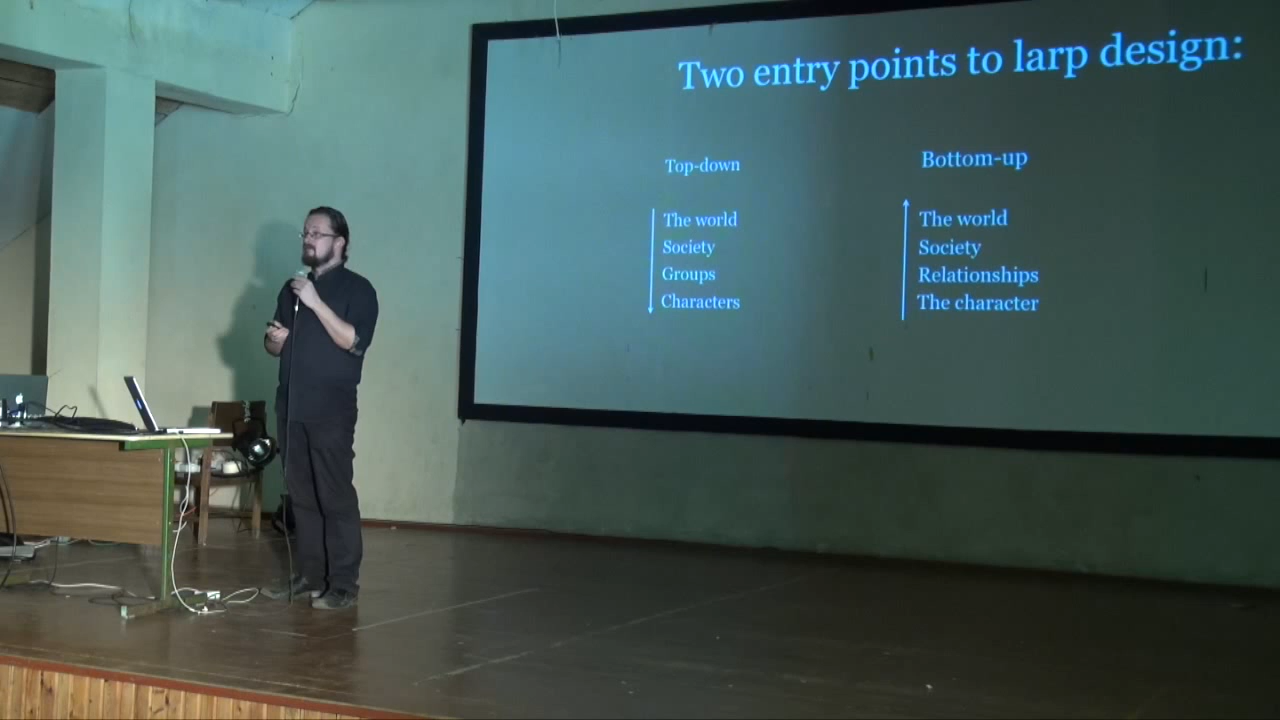 Two entry points to larp design:
Top-down
The world
Society
Groups
Characters
Bottom-up
The world
Society
Relationships
The character